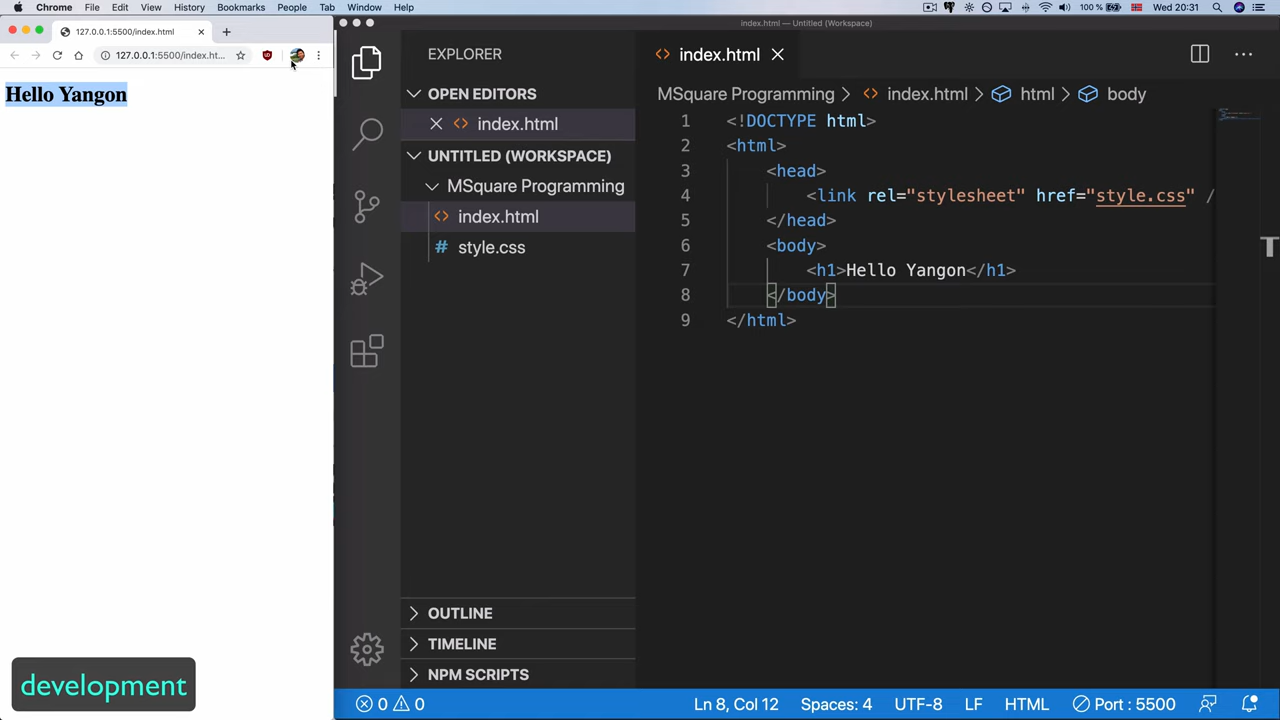 Chrome File Edit View History Bookmarks People Tab Window Help 100 % Wed 20:31
127.0.0.1:5500/index.html
127.0.0.1:5500/index.ht...
Hello Yangon
development
index.html — Untitled (Workspace)
EXPLORER
OPEN EDITORS
index.html
UNTITLED (WORKSPACE)
MSquare Programming
index.html
style.css
OUTLINE
TIMELINE
NPM SCRIPTS
index.html
MSquare Programming index.html html body
1 <!DOCTYPE html>
2 <html>
3 <head>
4 <link rel="stylesheet" href="style.css" /
5 </head>
6 <body>
7 <h1>Hello Yangon</h1>
8 </body>
9 </html>
0 0 Ln 8, Col 12 Spaces: 4 UTF-8 LF HTML Port : 5500